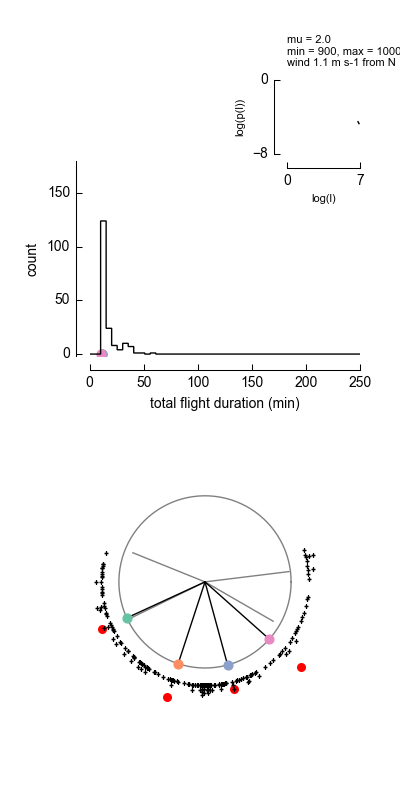 mu = 2.0
min = 900, max = 1000
wind 1.1 m s-1 from N
0
log(p(l))
−8
0 7
log(l)
150
100
50
0
count
0 50 100 150 200 250
total flight duration (min)